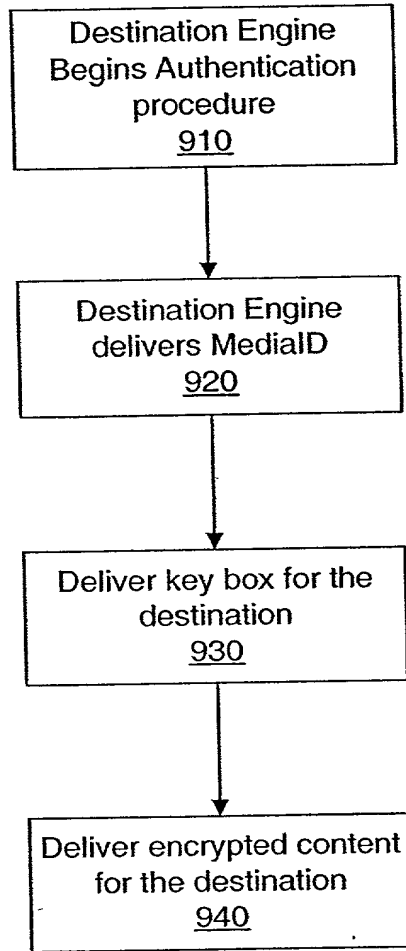 Destination Engine
Begins Authentication
procedure
910
Destination Engine
delivers MediaID
920
Deliver key box for the
destination
930
Deliver encrypted content
for the destination
940